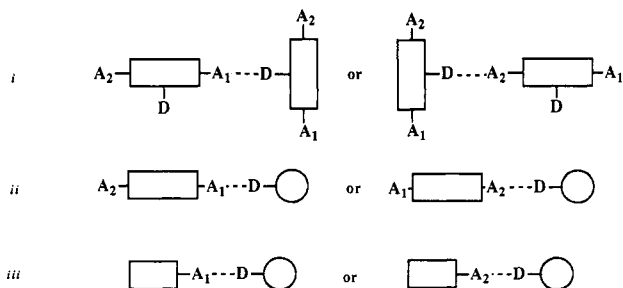 A₂ A₂
i A₂ A₁ D or D A₂ A₁
D A₁ A₁ D
ii A₂ A₁ D or A₁ A₂ D
iii A₁ D or A₂ D